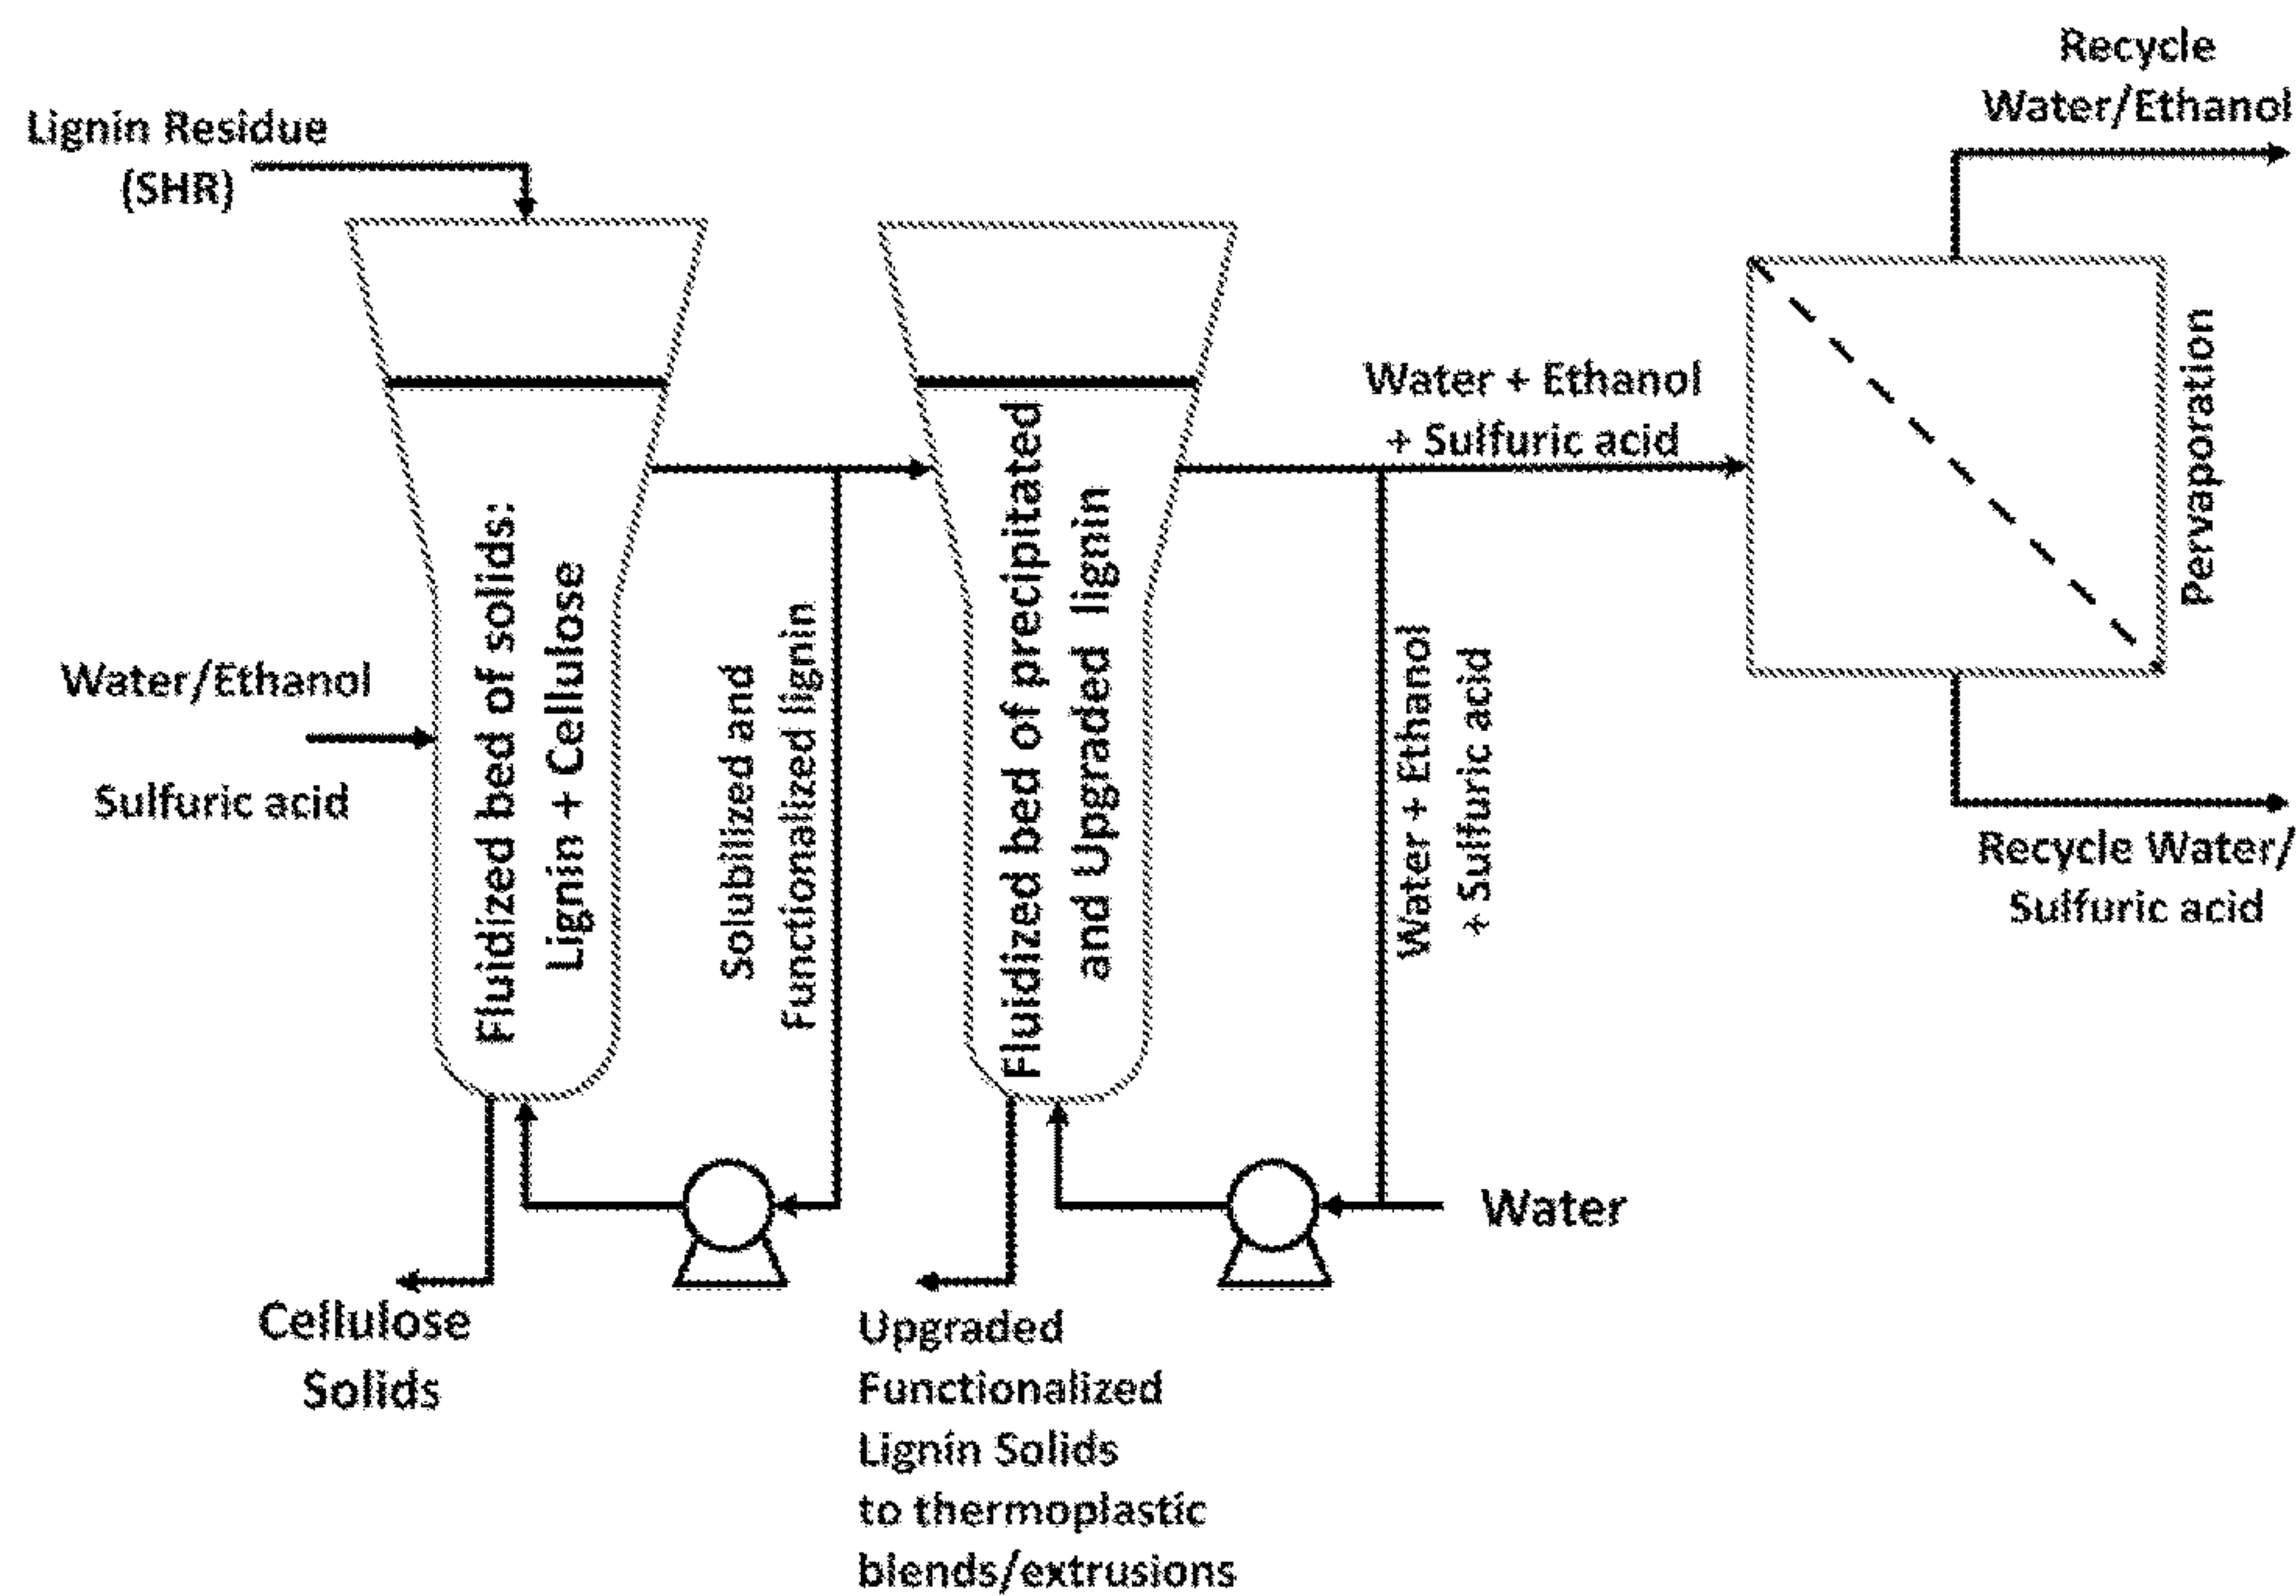 Recycle
Water/Ethanol
Lignin Residue
(SHR)
Water + Ethanol
+ Sulfuric acid
Pervaporation
Water/Ethanol
Sulfuric acid
Fluidized bed of solids:
Lignin + Cellulose
Solubilized and
Functionalized lignin
Fluidized bed of precipitated
and Upgraded lignin
Water + Ethanol
+ Sulfuric acid
Recycle Water/
Sulfuric acid
Water
Cellulose
Solids
Upgraded
Functionalized
Lignin Solids
to thermoplastic
blends/extrusions